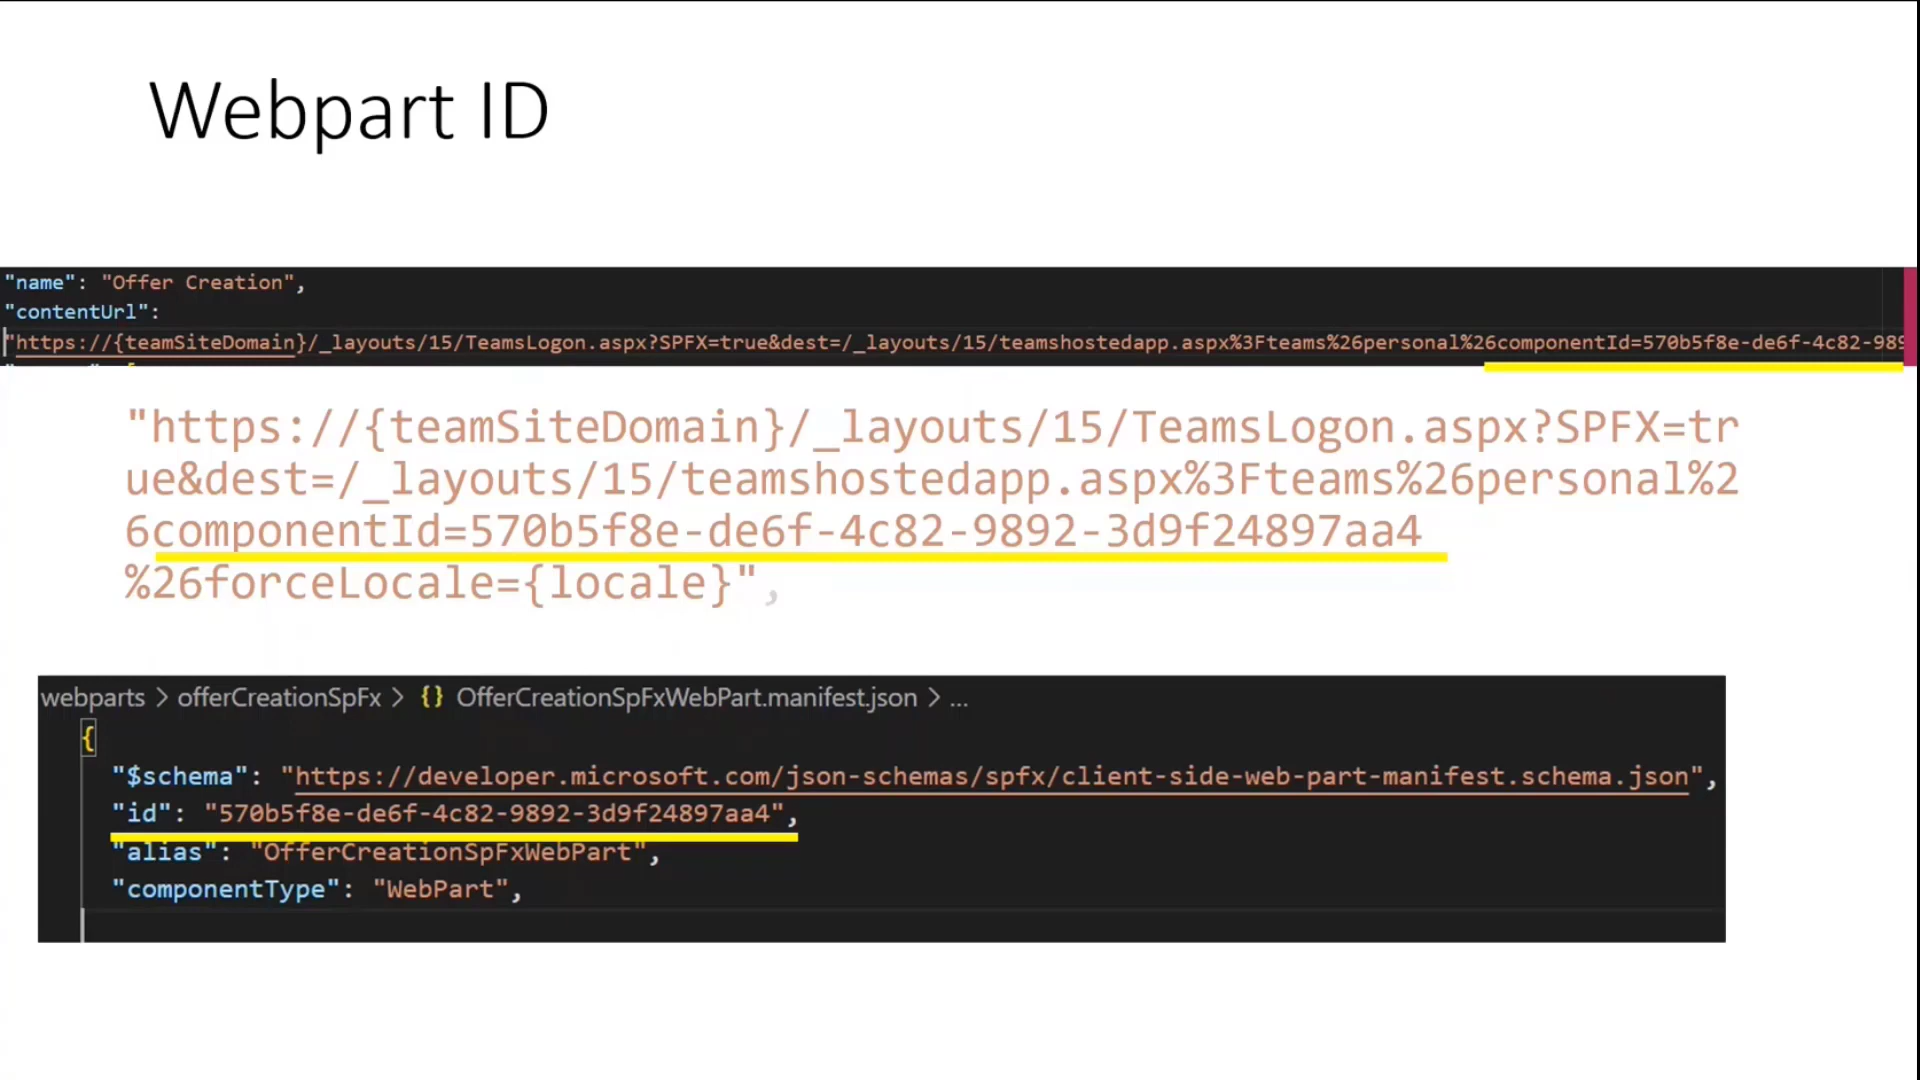 Webpart ID
"name": "Offer Creation",
"contentUrl":
"https://{teamSiteDomain}/_layouts/15/TeamsLogon.aspx?SPFX=true&dest=/_layouts/15/teamshostedapp.aspx%3Fteams%26personal%26componentId=570b5f8e-de6f-4c82-989
"https://{teamSiteDomain}/_layouts/15/TeamsLogon.aspx?SPFX=tr
ue&dest=/_layouts/15/teamshostedapp.aspx%3Fteams%26personal%2
6componentId=570b5f8e-de6f-4c82-9892-3d9f24897aa4
%26forceLocale={locale}",
webparts > offerCreationSpFx > {} OfferCreationSpFxWebPart.manifest.json > ...
{
"$schema": "https://developer.microsoft.com/json-schemas/spfx/client-side-web-part-manifest.schema.json",
"id": "570b5f8e-de6f-4c82-9892-3d9f24897aa4",
"alias": "OfferCreationSpFxWebPart",
"componentType": "WebPart",